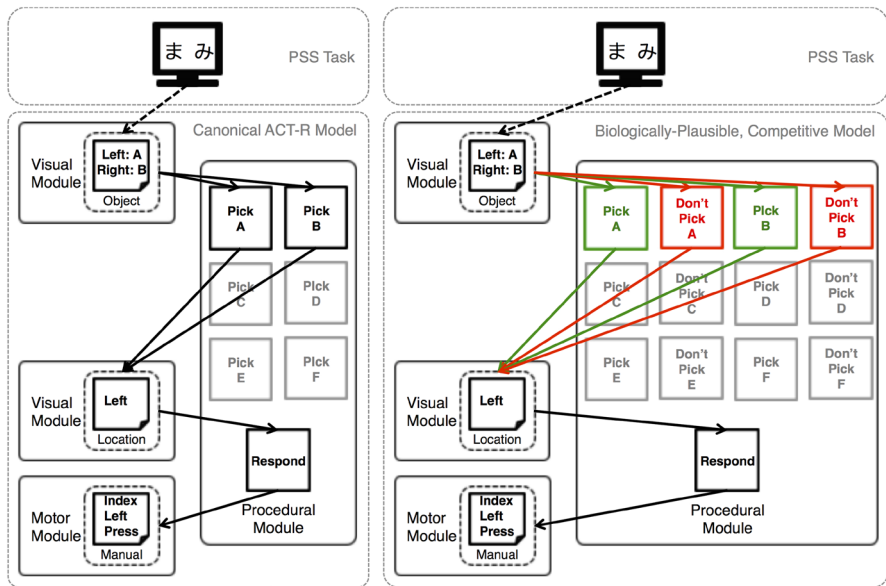 まみ
PSS Task
Canonical ACT-R Model
Visual
Module
Left: A
Right: B
Object
Pick
A
Pick
B
Pick
C
Pick
D
Pick
E
PIck
F
Visual
Module
Left
Location
Respond
Motor
Module
Index
Left
Press
Manual
Procedural
Module
まみ
PSS Task
Biologically-Plausible, Competitive Model
Visual
Module
Left: A
Right: B
Object
Pick
A
Don't
Pick
A
PIck
B
Don't
Pick
B
Pick
C
Don't
Pick
C
Pick
D
Don't
Pick
D
Pick
E
Don't
Pick
E
Pick
F
Don't
Pick
F
Visual
Module
Left
Location
Respond
Motor
Module
Index
Left
Press
Manual
Procedural
Module